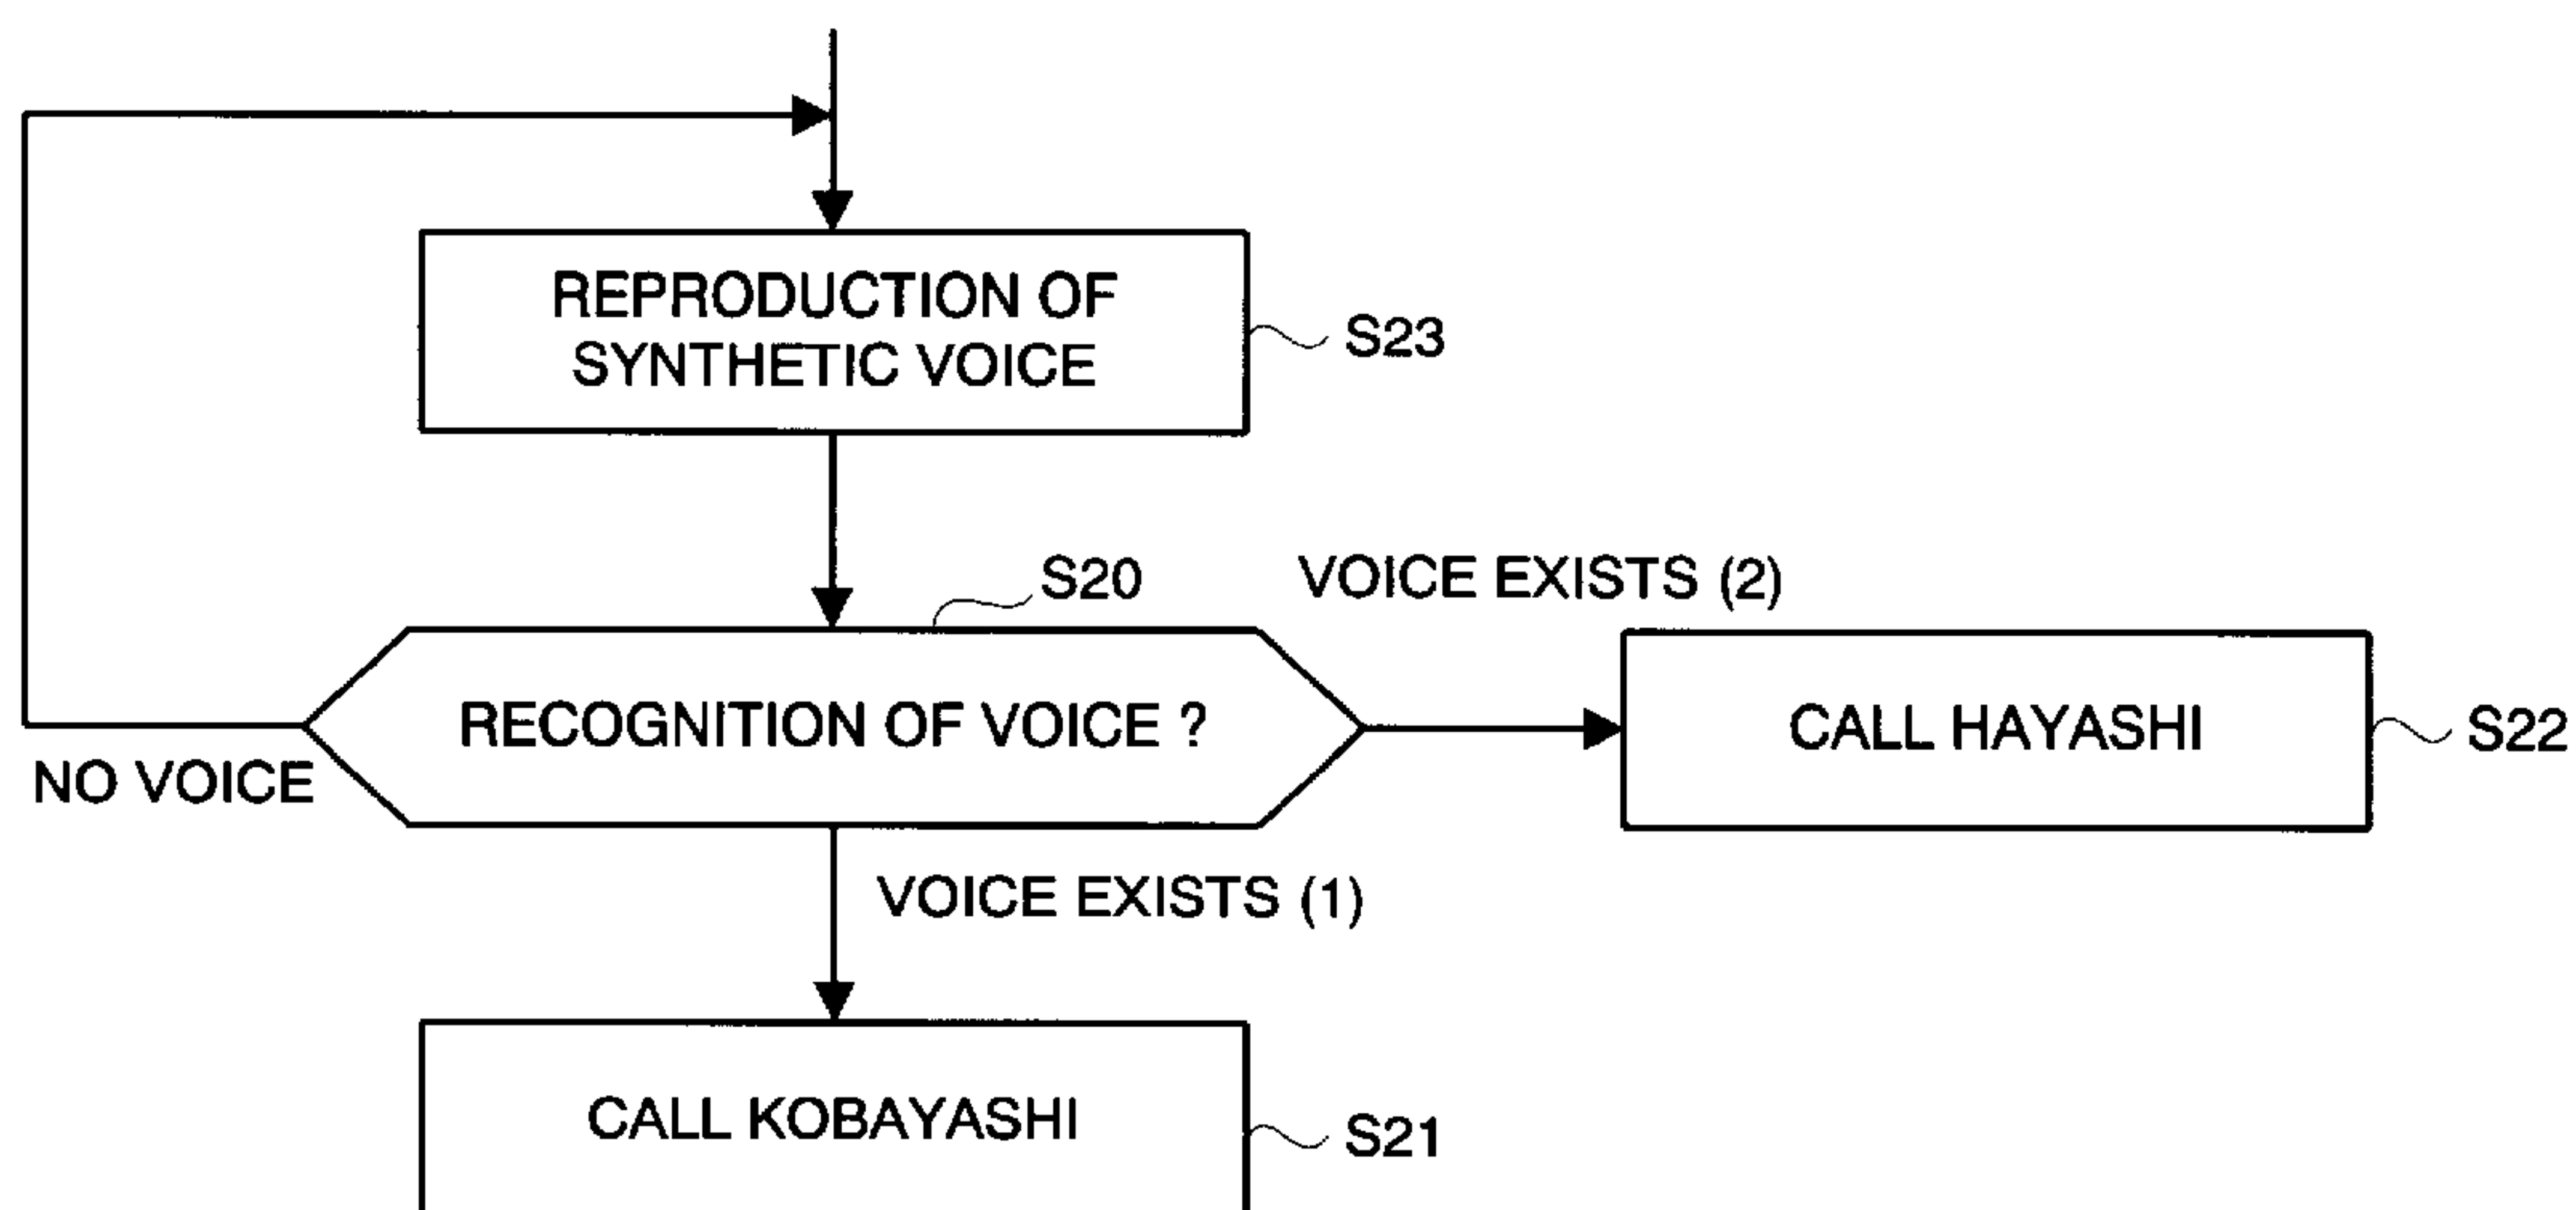 REPRODUCTION OF
SYNTHETIC VOICE
S23
S20
VOICE EXISTS (2)
RECOGNITION OF VOICE ?
CALL HAYASHI
S22
NO VOICE
VOICE EXISTS (1)
CALL KOBAYASHI
S21